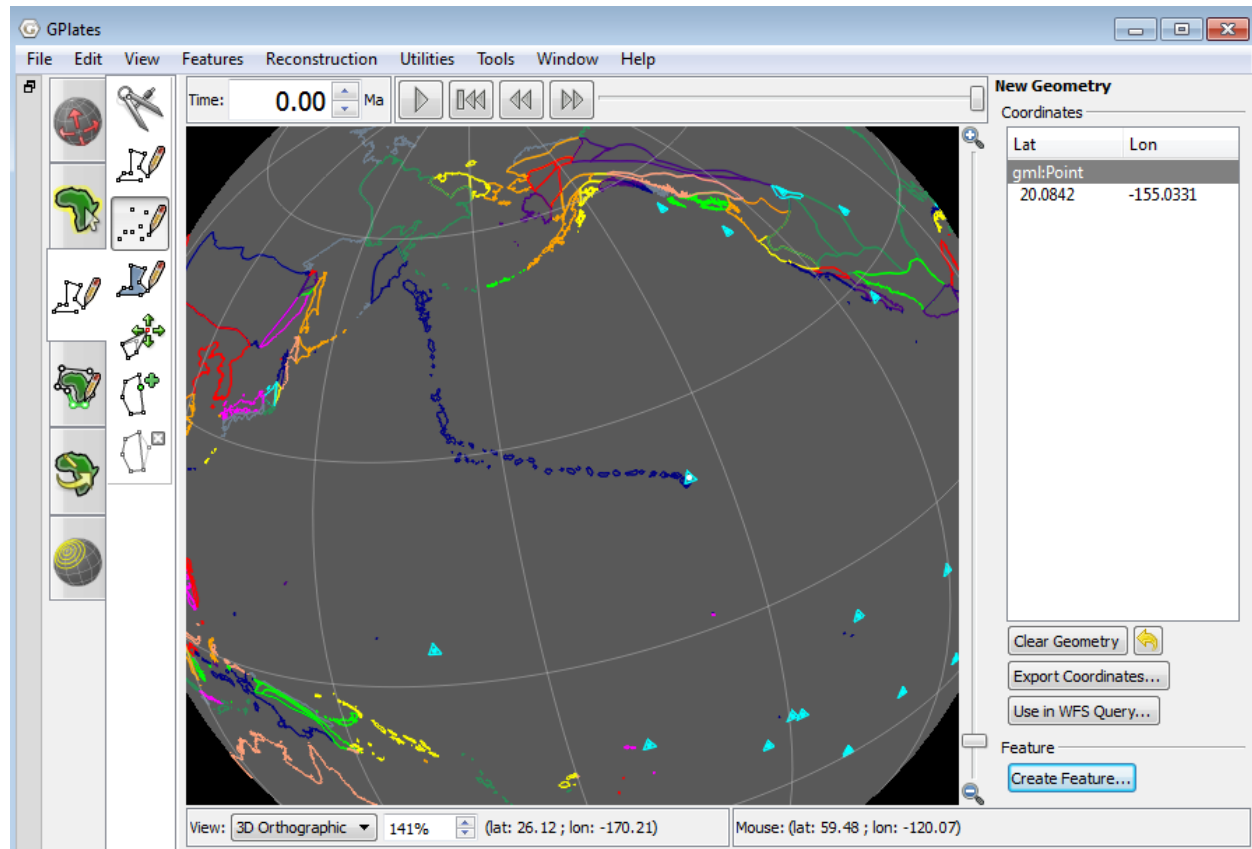 GPlates
File Edit View Features Reconstruction Utilities Tools Window Help
Time: 0.00 Ma
New Geometry
Coordinates
Lat Lon
gml:Point
20.0842 -155.0331
Clear Geometry
Export Coordinates...
Use in WFS Query...
Feature
Create Feature...
View: 3D Orthographic 141% (lat: 26.12 ; lon: -170.21) Mouse: (lat: 59.48 ; lon: -120.07)